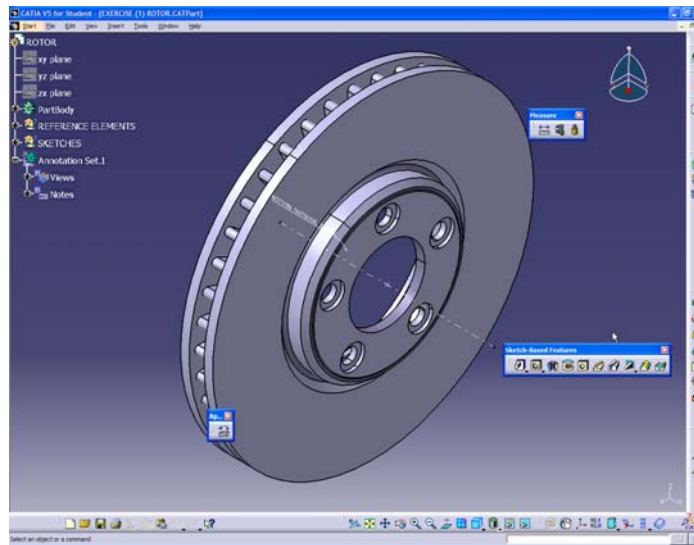 CATIA V5 for Student - [EXERCISE (1) ROTOR.CATPart]
Start File Edit View Insert Tools Window Help
ROTOR
xy plane
yz plane
zx plane
PartBody
REFERENCE ELEMENTS
SKETCHES
Annotation Set.1
Views
Notes
Measure
Sketch-Based Features
Ap...
Select an object or a command